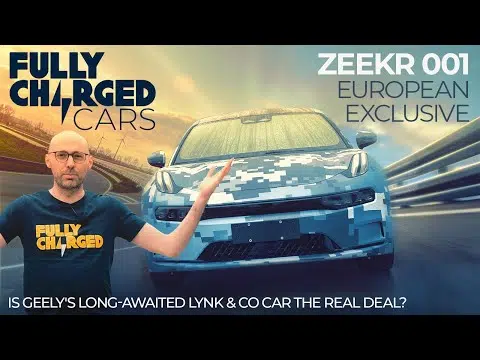 FULLY
CHARGED
CARS
ZEEKR 001
EUROPEAN
EXCLUSIVE
FULLY
CHARGED
IS GEELY'S LONG-AWAITED LYNK & CO CAR THE REAL DEAL?